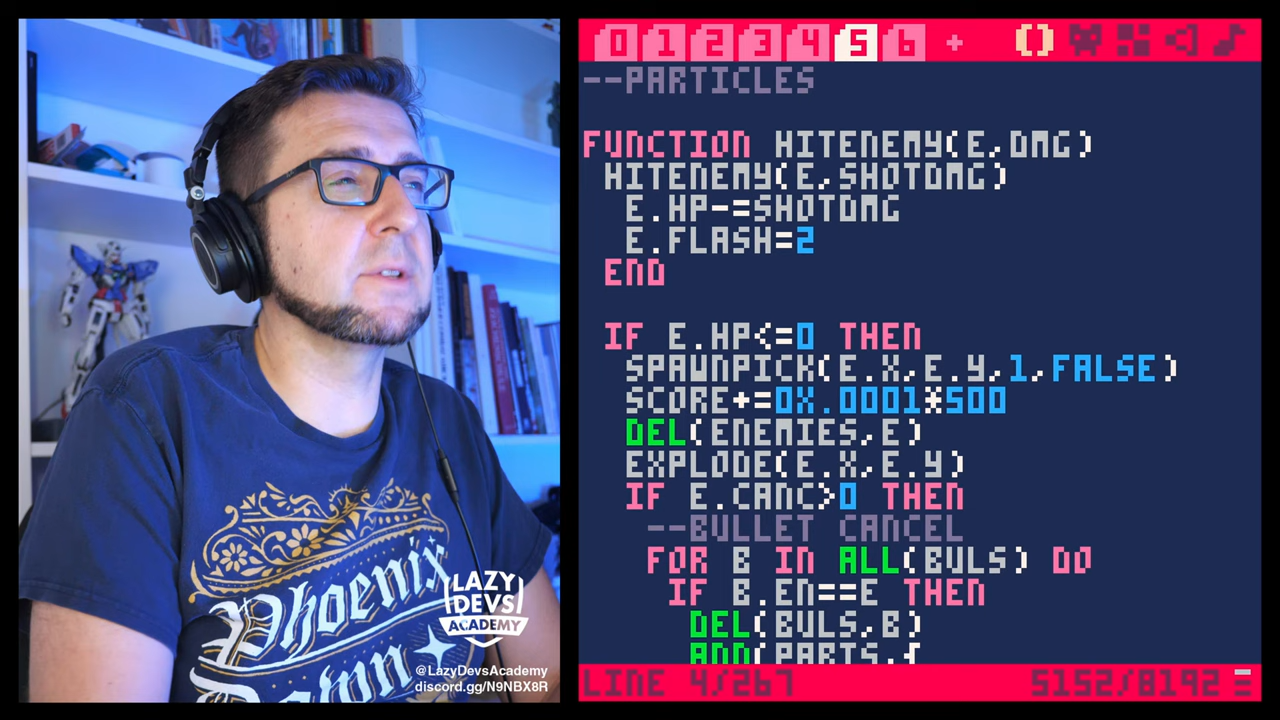 Phoenix
Down
LAZY
DEVS
ACADEMY
@LazyDevsAcademy
discord.gg/N9NBX8R
0 1 2 3 4 5 6 + ()
--PARTICLES
FUNCTION HITENEMY(E,DMG)
HITENEMY(E,SHOTDMG)
E.HP-=SHOTDMG
E.FLASH=2
END
IF E.HP<=0 THEN
SPAWNPICK(E.X,E.Y,1,FALSE)
SCORE+=0X.0001*500
DEL(ENEMIES,E)
EXPLODE(E.X,E.Y)
IF E.CANC>0 THEN
--BULLET CANCEL
FOR B IN ALL(BULS) DO
IF B.EN==E THEN
DEL(BULS,B)
ADD(PARTS,{
LINE 4/267
5152/8192